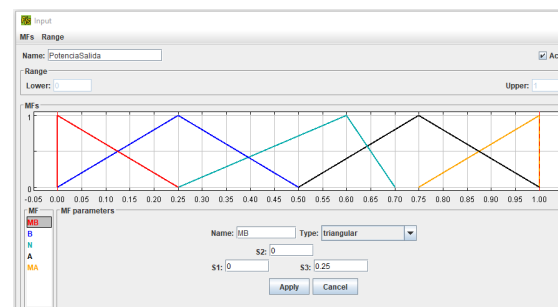 Input
MFs Range
Name: PotenciaSalida Ac
Range
Lower: 0 Upper: 1
MFs
1
0
-0.05 0.00 0.05 0.10 0.15 0.20 0.25 0.30 0.35 0.40 0.45 0.50 0.55 0.60 0.65 0.70 0.75 0.80 0.85 0.90 0.95 1.00
MF MF parameters
MB
B
N
A
MA
Name: MB Type: triangular
S2: 0
S1: 0 S3: 0.25
Apply Cancel